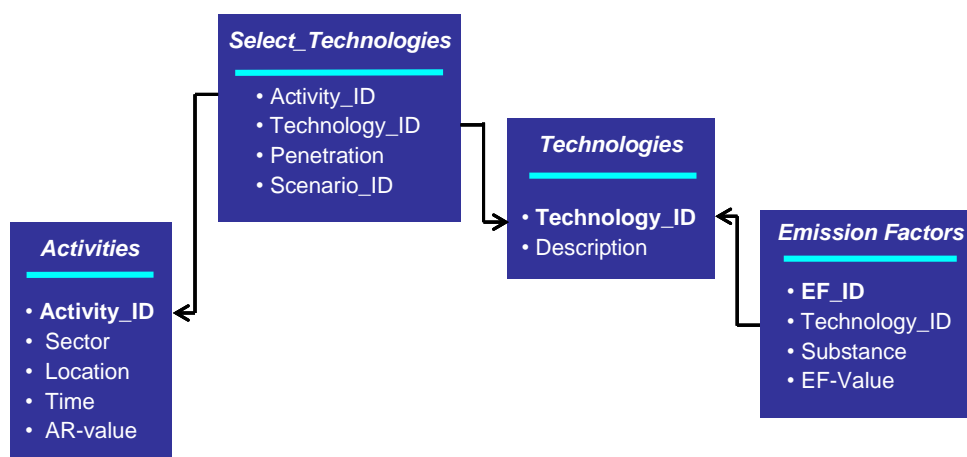 Select_Technologies
• Activity_ID
• Technology_ID
• Penetration
• Scenario_ID
Technologies
• Technology_ID
• Description
Activities
• Activity_ID
• Sector
• Location
• Time
• AR-value
Emission Factors
• EF_ID
• Technology_ID
• Substance
• EF-Value